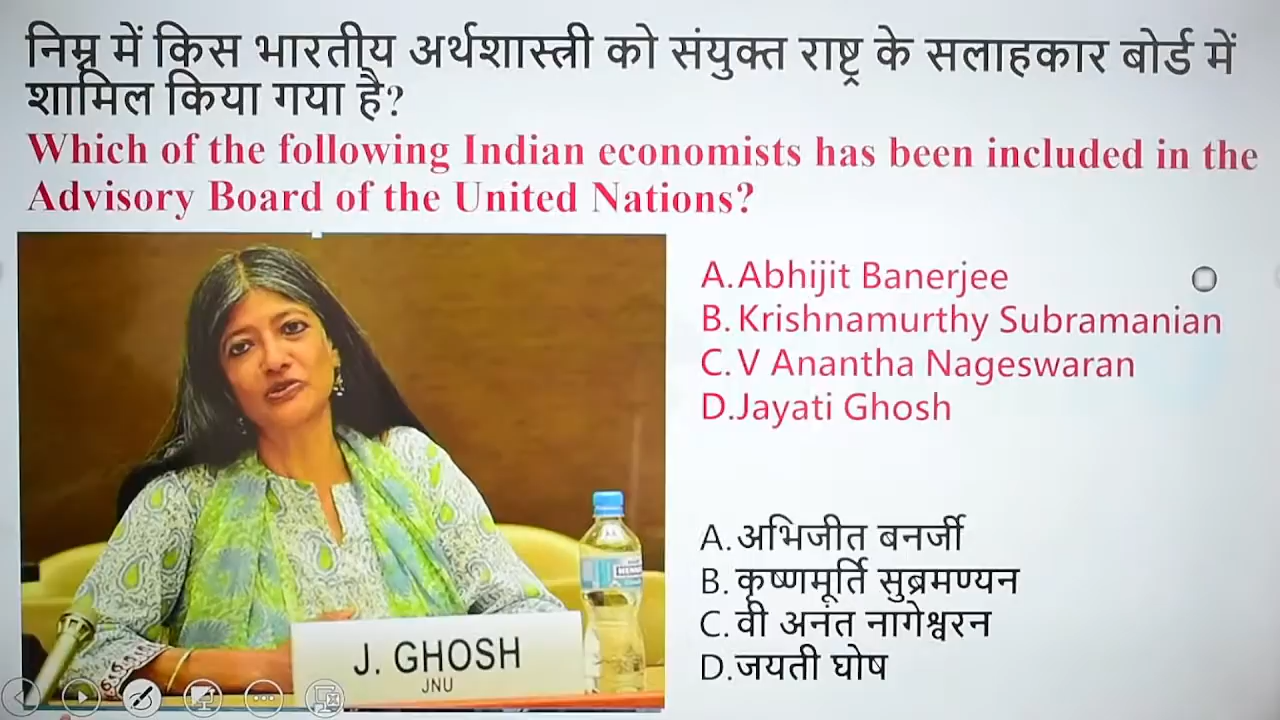 निम्न में किस भारतीय अर्थशास्त्री को संयुक्त राष्ट्र के सलाहकार बोर्ड में
शामिल किया गया है?
Which of the following Indian economists has been included in the
Advisory Board of the United Nations?
A.Abhijit Banerjee
B.Krishnamurthy Subramanian
C.V Anantha Nageswaran
D.Jayati Ghosh
A.अभिजीत बनर्जी
B.कृष्णमूर्ति सुब्रमण्यन
C.वी अनंत नागेश्वरन
D.जयती घोष
J. GHOSH
JNU